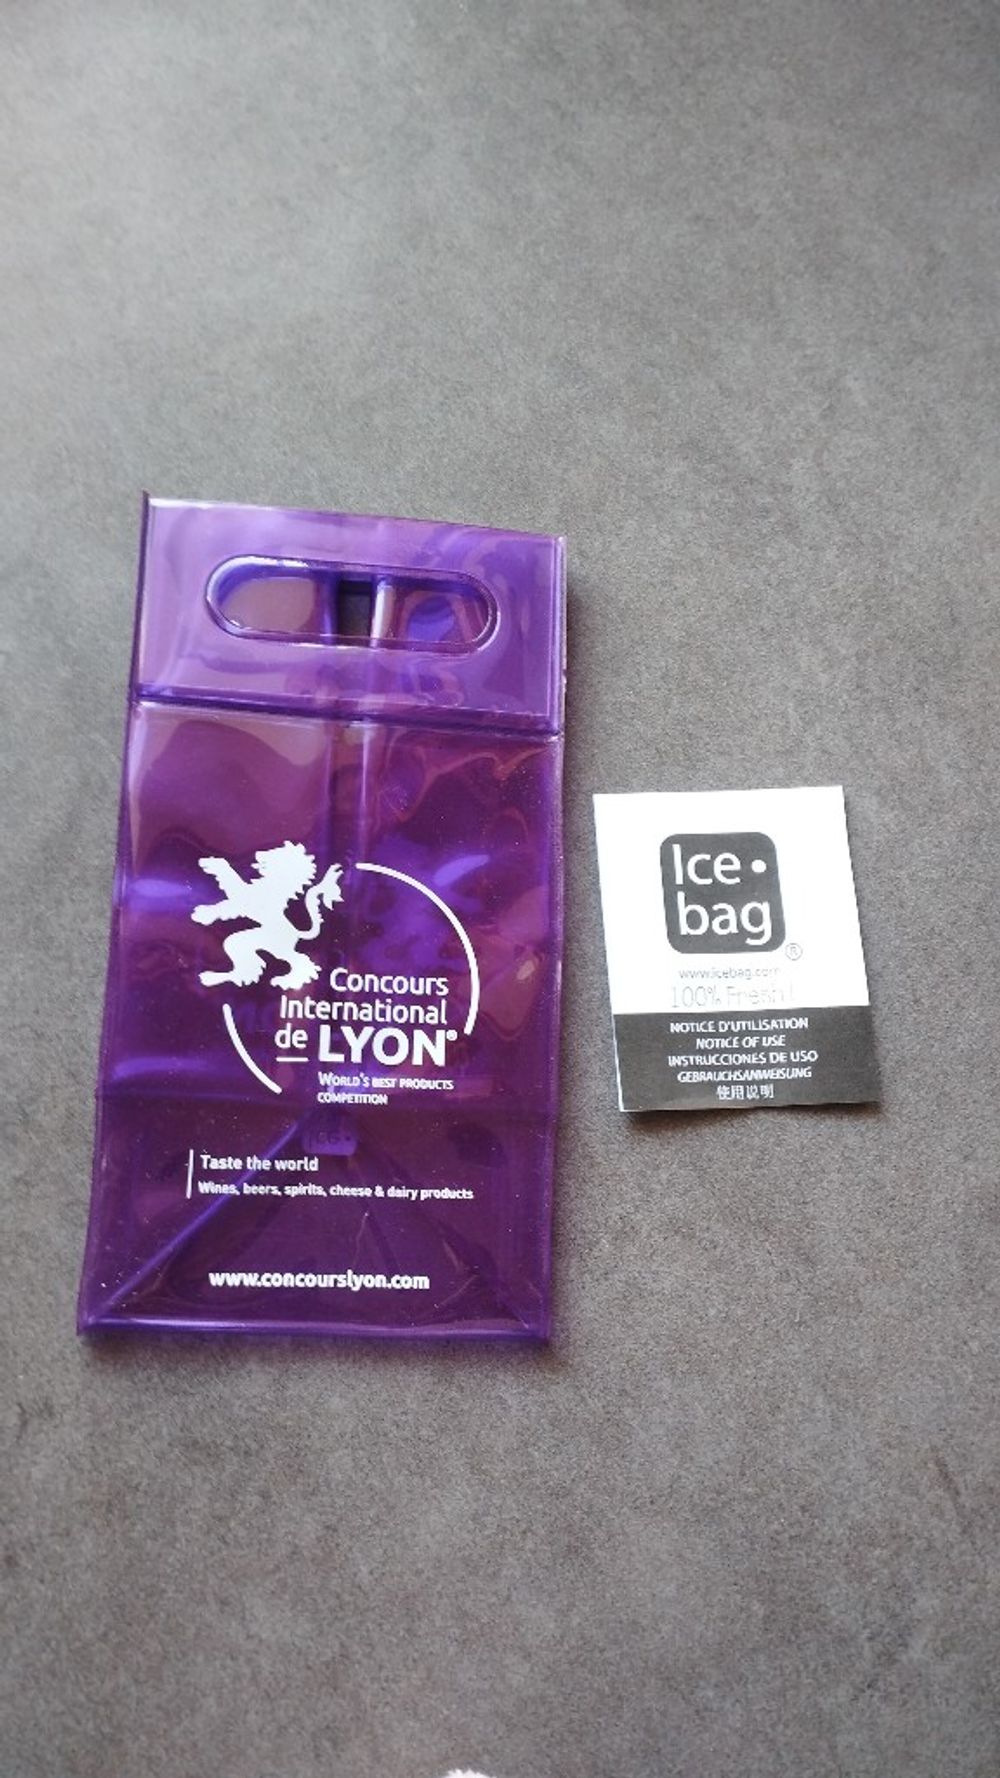 Concours
International
de LYON®
WORLD'S BEST PRODUCTS
COMPETITION
Taste the world
Wines, beers, spirits, cheese & dairy products
www.concourslyon.com
Ice
bag
®
www.icebag.com
100% Fresh!
NOTICE D'UTILISATION
NOTICE OF USE
INSTRUCCIONES DE USO
GEBRAUCHSANWEISUNG
使用说明